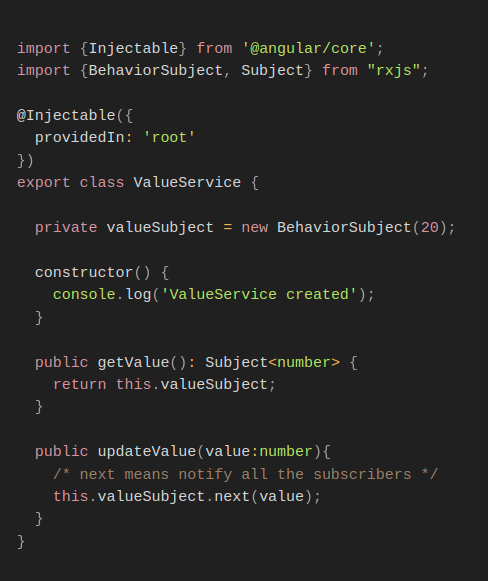 import {Injectable} from '@angular/core';
import {BehaviorSubject, Subject} from "rxjs";

@Injectable({
  providedIn: 'root'
})
export class ValueService {

  private valueSubject = new BehaviorSubject(20);

  constructor() {
    console.log('ValueService created');
  }

  public getValue(): Subject<number> {
    return this.valueSubject;
  }

  public updateValue(value:number){
    /* next means notify all the subscribers */
    this.valueSubject.next(value);
  }
}